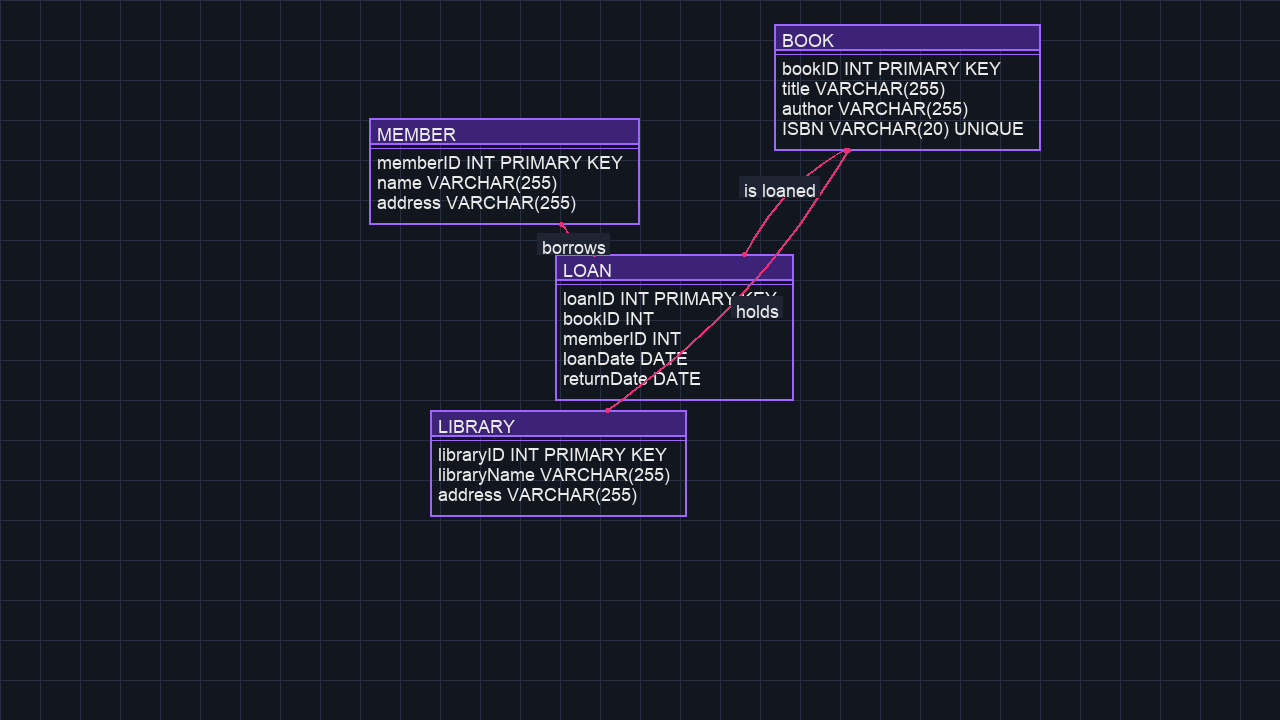 BOOK
bookID INT PRIMARY KEY
title VARCHAR(255)
author VARCHAR(255)
ISBN VARCHAR(20) UNIQUE
MEMBER
memberID INT PRIMARY KEY
name VARCHAR(255)
address VARCHAR(255)
is loaned
borrows
LOAN
loanID INT PRIMARY KEY
holds
bookID INT
memberID INT
loanDate DATE
returnDate DATE
LIBRARY
libraryID INT PRIMARY KEY
libraryName VARCHAR(255)
address VARCHAR(255)